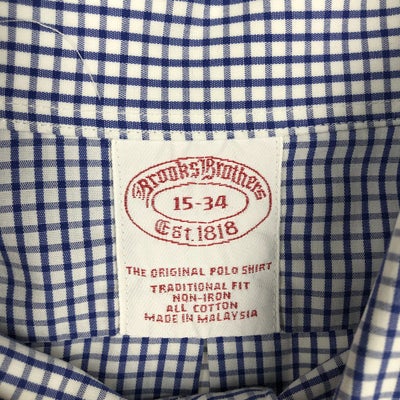 Brooks Brothers
15-34
Est. 1818
THE ORIGINAL POLO SHIRT
TRADITIONAL FIT
NON-IRON
ALL COTTON
MADE IN MALAYSIA